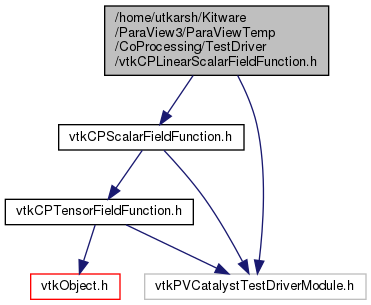 /home/utkarsh/Kitware
/ParaView3/ParaViewTemp
/CoProcessing/TestDriver
/vtkCPLinearScalarFieldFunction.h
vtkCPScalarFieldFunction.h
vtkCPTensorFieldFunction.h
vtkObject.h
vtkPVCatalystTestDriverModule.h